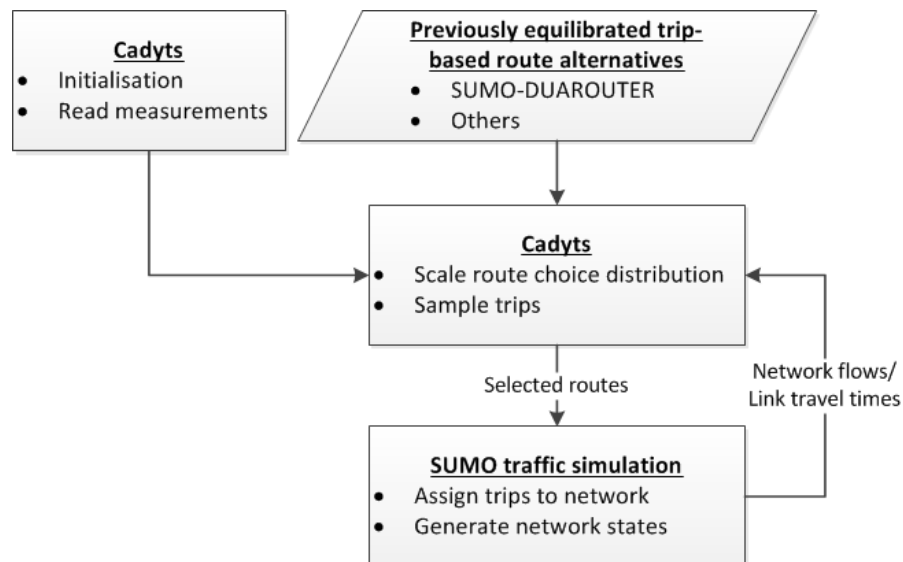 Cadyts
• Initialisation
• Read measurements
Previously equilibrated trip-
based route alternatives
• SUMO-DUAROUTER
• Others
Cadyts
• Scale route choice distribution
• Sample trips
Selected routes
Network flows/
Link travel times
SUMO traffic simulation
• Assign trips to network
• Generate network states